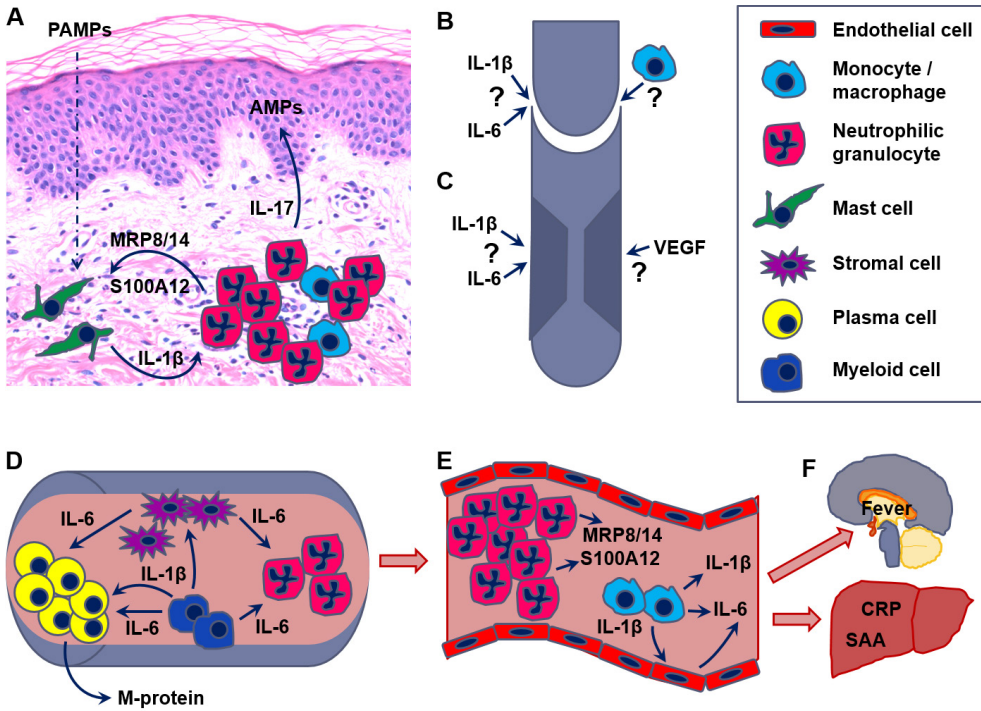 A
PAMPs
AMPs
IL-17
MRP8/14
S100A12
IL-1β
B
IL-1β
?
IL-6
?
C
IL-1β
?
IL-6
VEGF
?
Endothelial cell
Monocyte /
macrophage
Neutrophilic
granulocyte
Mast cell
Stromal cell
Plasma cell
Myeloid cell
D
IL-6
IL-6
IL-1β
IL-6
IL-6
M-protein
E
MRP8/14
S100A12
IL-1β
IL-6
IL-1β
F
Fever
CRP
SAA